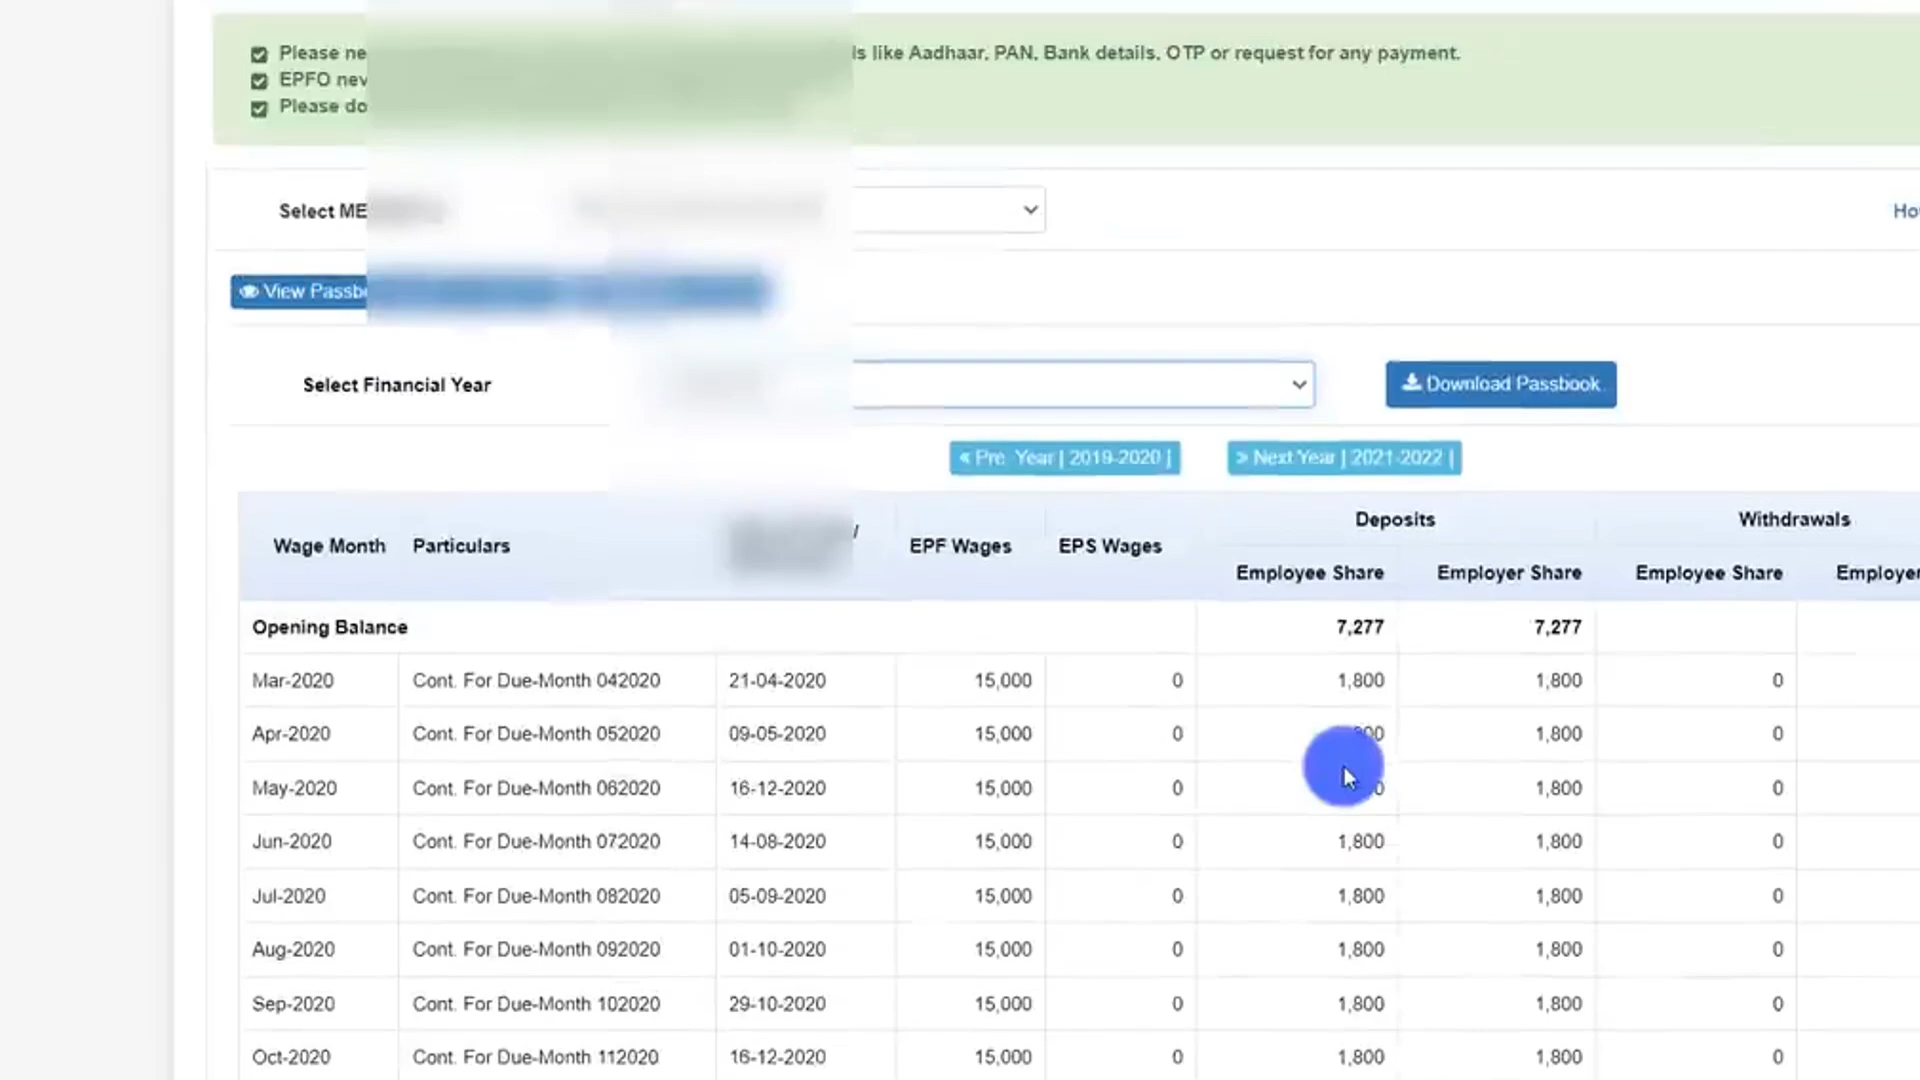 Please ne ls like Aadhaar, PAN, Bank details, OTP or request for any payment.
EPFO nev
Please do
Select ME
Ho
View Passb
Select Financial Year
Download Passbook
« Pre. Year [ 2019-2020 ] » Next Year [ 2021-2022 ]
Deposits Withdrawals
Wage Month Particulars / EPF Wages EPS Wages
Employee Share Employer Share Employee Share Employer
Opening Balance 7,277 7,277
Mar-2020 Cont. For Due-Month 042020 21-04-2020 15,000 0 1,800 1,800 0
Apr-2020 Cont. For Due-Month 052020 09-05-2020 15,000 0 00 1,800 0
May-2020 Cont. For Due-Month 062020 16-12-2020 15,000 0 0 1,800 0
Jun-2020 Cont. For Due-Month 072020 14-08-2020 15,000 0 1,800 1,800 0
Jul-2020 Cont. For Due-Month 082020 05-09-2020 15,000 0 1,800 1,800 0
Aug-2020 Cont. For Due-Month 092020 01-10-2020 15,000 0 1,800 1,800 0
Sep-2020 Cont. For Due-Month 102020 29-10-2020 15,000 0 1,800 1,800 0
Oct-2020 Cont. For Due-Month 112020 16-12-2020 15,000 0 1,800 1,800 0